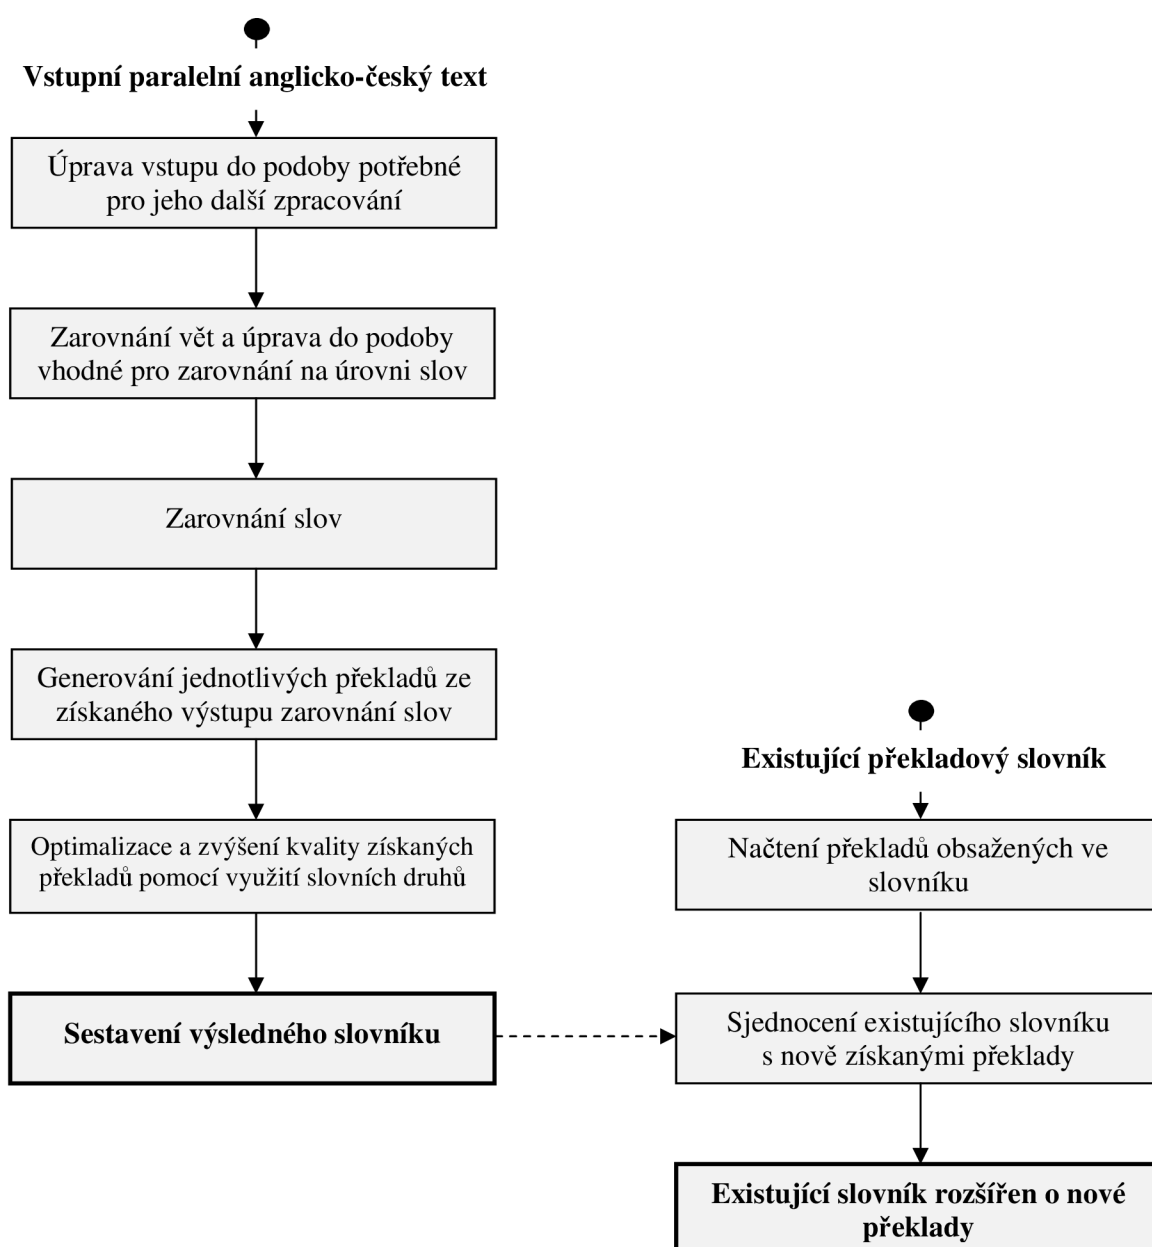 Vstupní paralelní anglicko-český text
Úprava vstupu do podoby potřebné
pro jeho další zpracování
Zarovnání vět a úprava do podoby
vhodné pro zarovnání na úrovni slov
Zarovnání slov
Generování jednotlivých překladů ze
získaného výstupu zarovnání slov
Optimalizace a zvýšení kvality získaných
překladů pomocí využití slovních druhů
Sestavení výsledného slovníku
Existující překladový slovník
Načtení překladů obsažených ve
slovníku
Sjednocení existujícího slovníku
s nově získanými překlady
Existující slovník rozšířen o nové
překlady